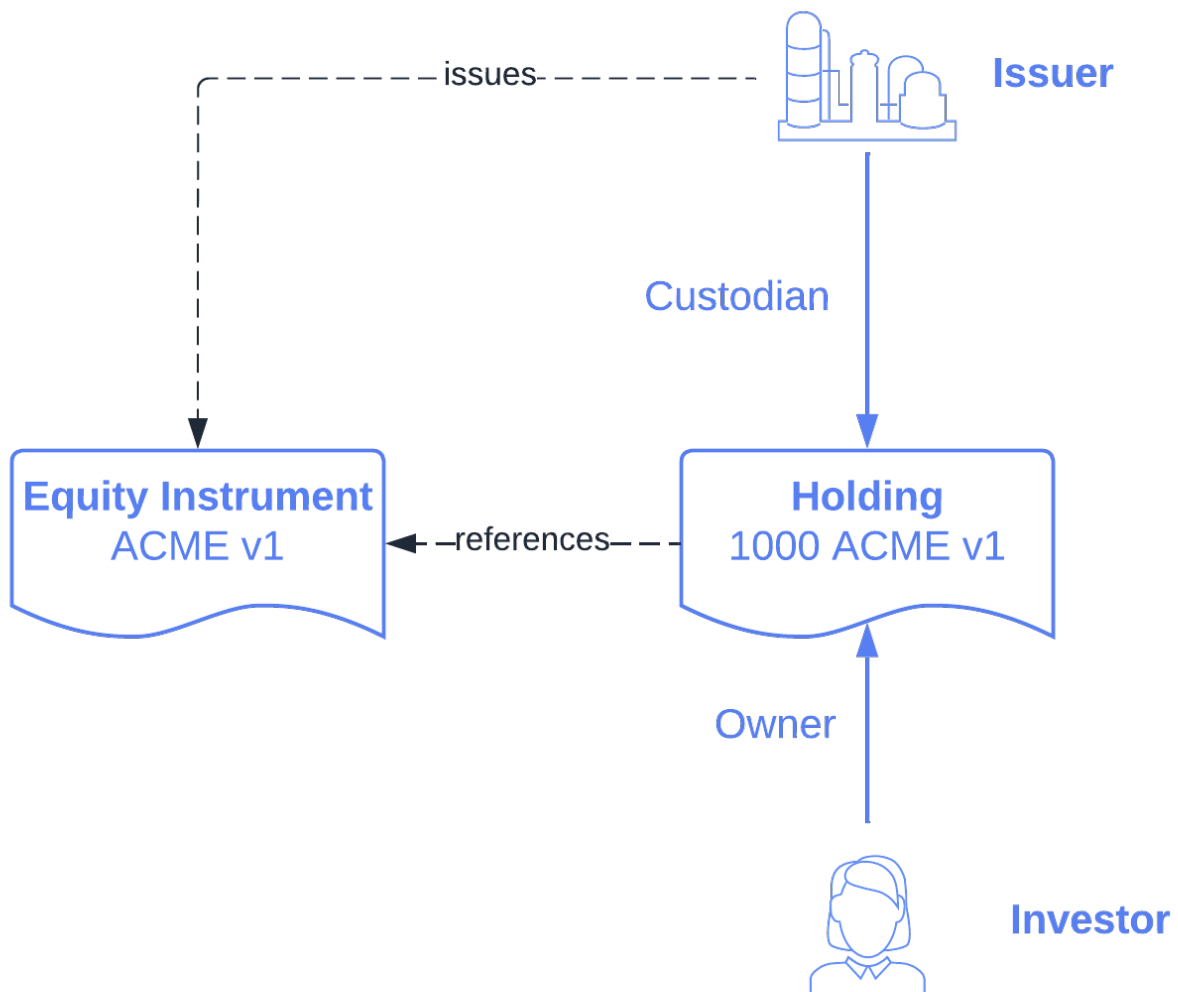 issues
Issuer
Custodian
Equity Instrument
ACME v1
references
Holding
1000 ACME v1
Owner
Investor